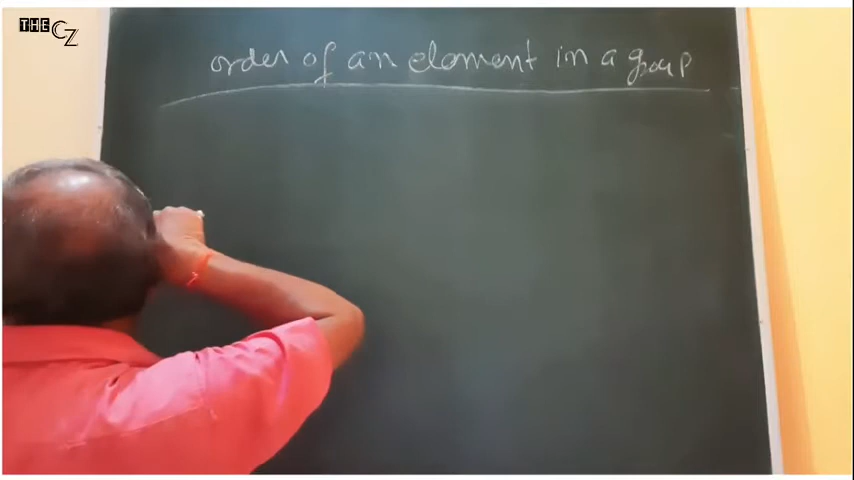 THE CZ
order of an element in a group